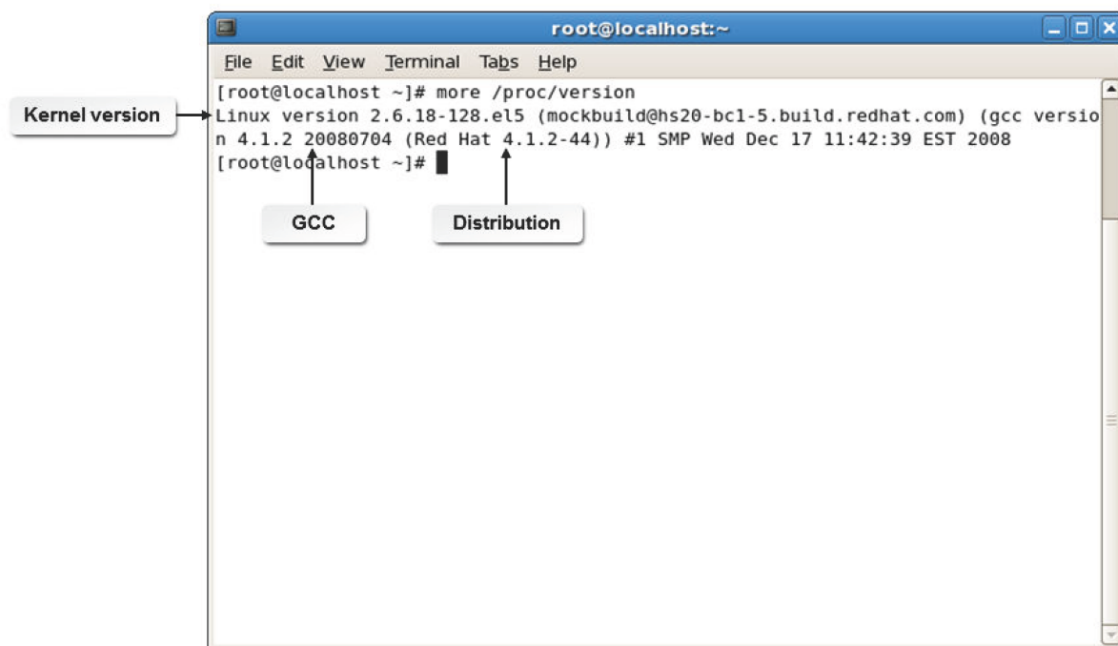 root@localhost:~
File Edit View Terminal Tabs Help
[root@localhost ~]# more /proc/version
Kernel version
Linux version 2.6.18-128.el5 (mockbuild@hs20-bc1-5.build.redhat.com) (gcc versio
n 4.1.2 20080704 (Red Hat 4.1.2-44)) #1 SMP Wed Dec 17 11:42:39 EST 2008
[root@localhost ~]#
GCC
Distribution